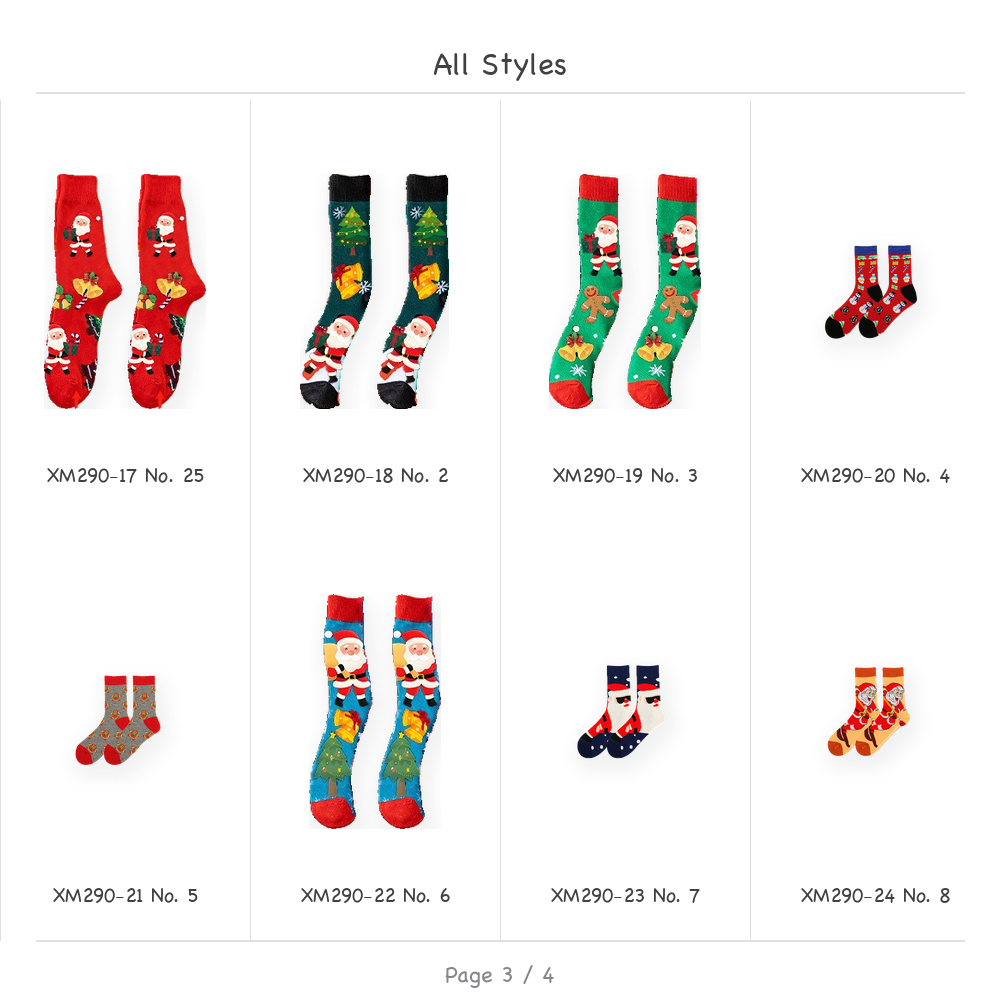 All Styles
XM290-17 No. 25
XM290-18 No. 2
XM290-19 No. 3
XM290-20 No. 4
XM290-21 No. 5
XM290-22 No. 6
XM290-23 No. 7
XM290-24 No. 8
Page 3 / 4